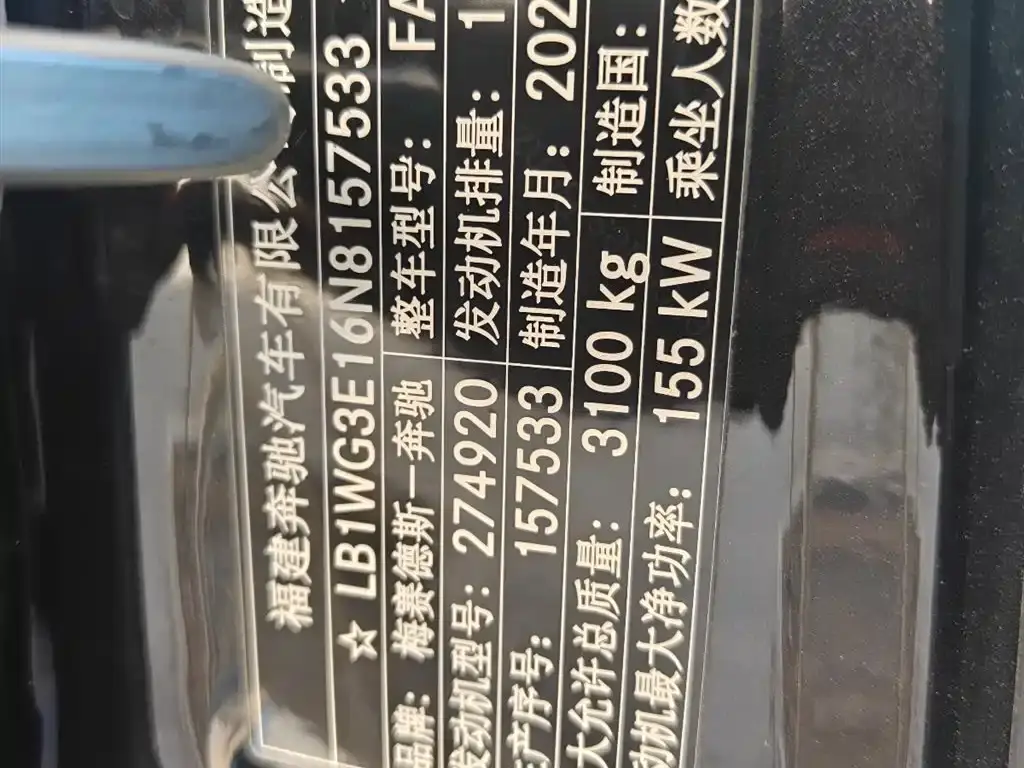 福建奔驰汽车有限公 制造
☆ LB1WG3E16N8157533
品牌：梅赛德斯－奔驰 整车型号：FA
发动机型号：274920 发动机排量：1
产序号：157533 制造年月：202
大允许总质量：3100 kg 制造国：
动机最大净功率：155 kW 乘坐人数